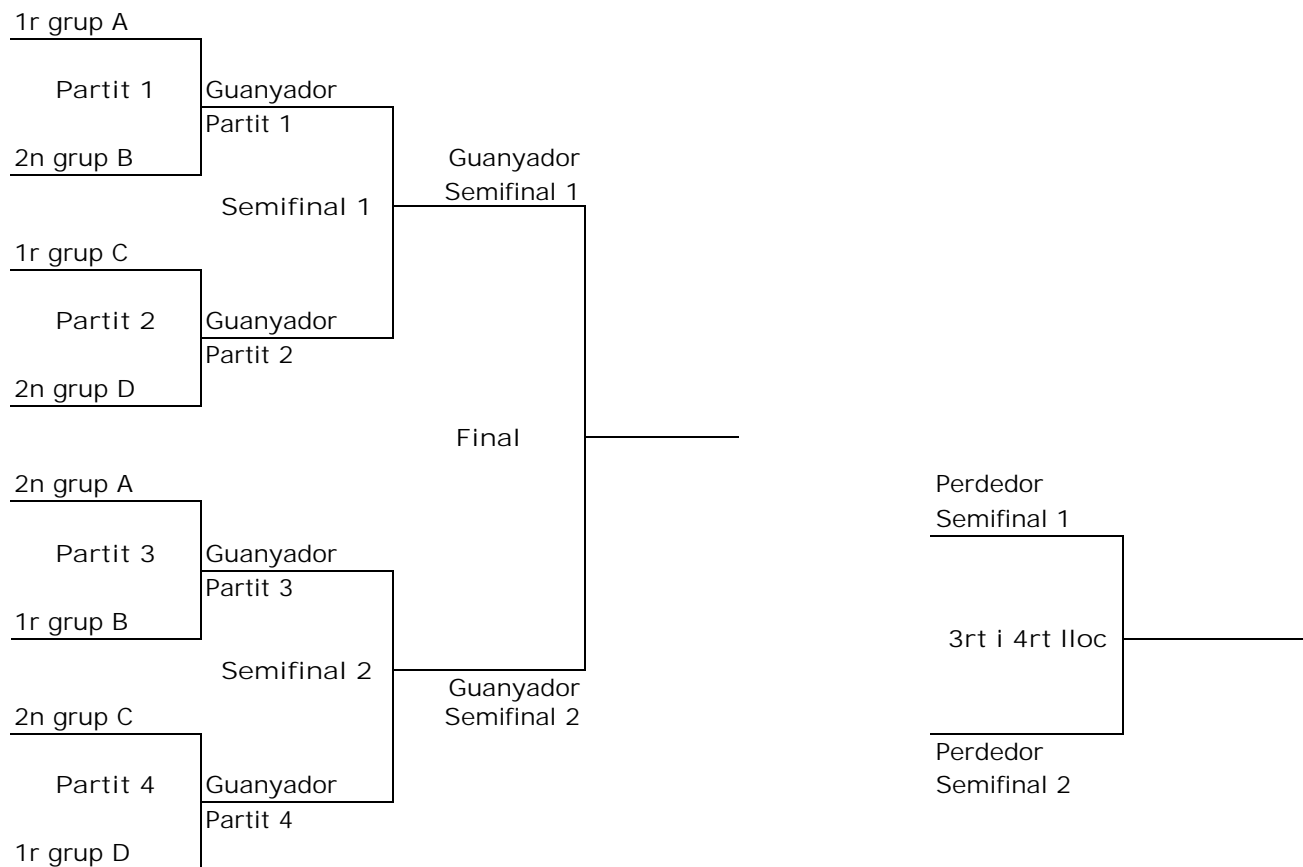 1r grup A
Partit 1
Guanyador
Partit 1
2n grup B
Guanyador
Semifinal 1
Semifinal 1
1r grup C
Partit 2
Guanyador
Partit 2
2n grup D
Final
2n grup A
Partit 3
Guanyador
Partit 3
1r grup B
Semifinal 2
Guanyador
Semifinal 2
2n grup C
Partit 4
Guanyador
Partit 4
1r grup D
Perdedor
Semifinal 1
3rt i 4rt lloc
Perdedor
Semifinal 2